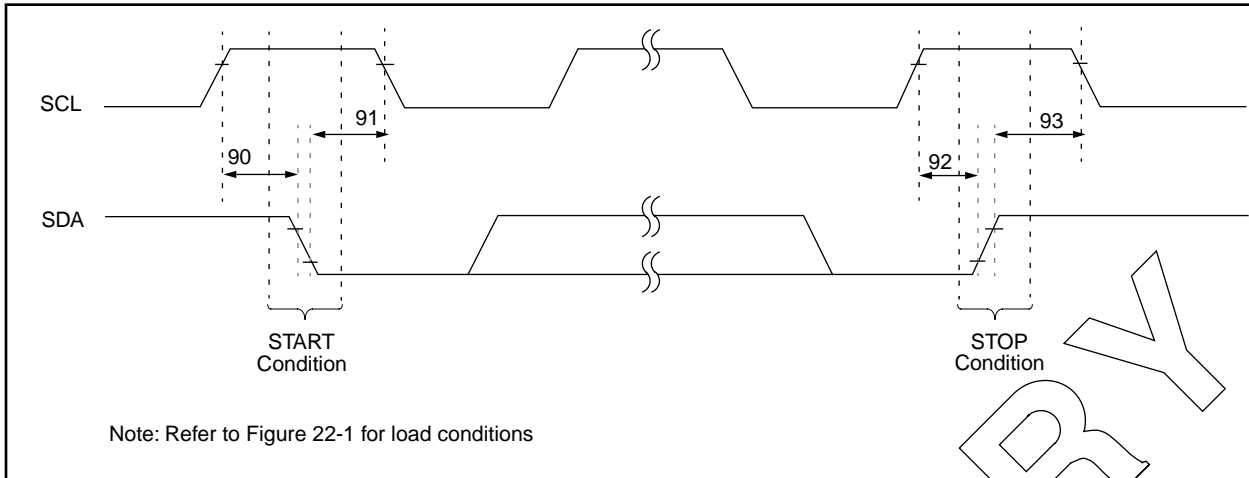 SCL
91
93
90
92
SDA
START
Condition
STOP
Condition
Note: Refer to Figure 22-1 for load conditions
R
Y